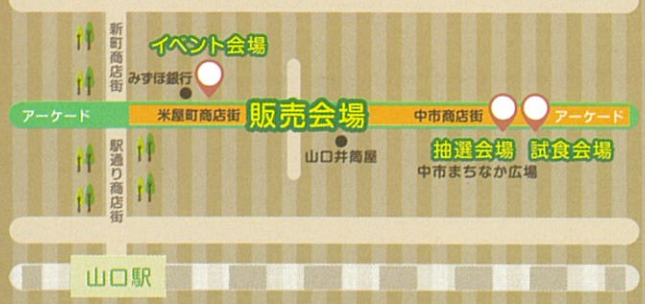 新町商店街
イベント会場
みずほ銀行
アーケード
米屋町商店街
販売会場
中市商店街
アーケード
駅通り商店街
山口井筒屋
抽選会場
試食会場
中市まちなか広場
山口駅